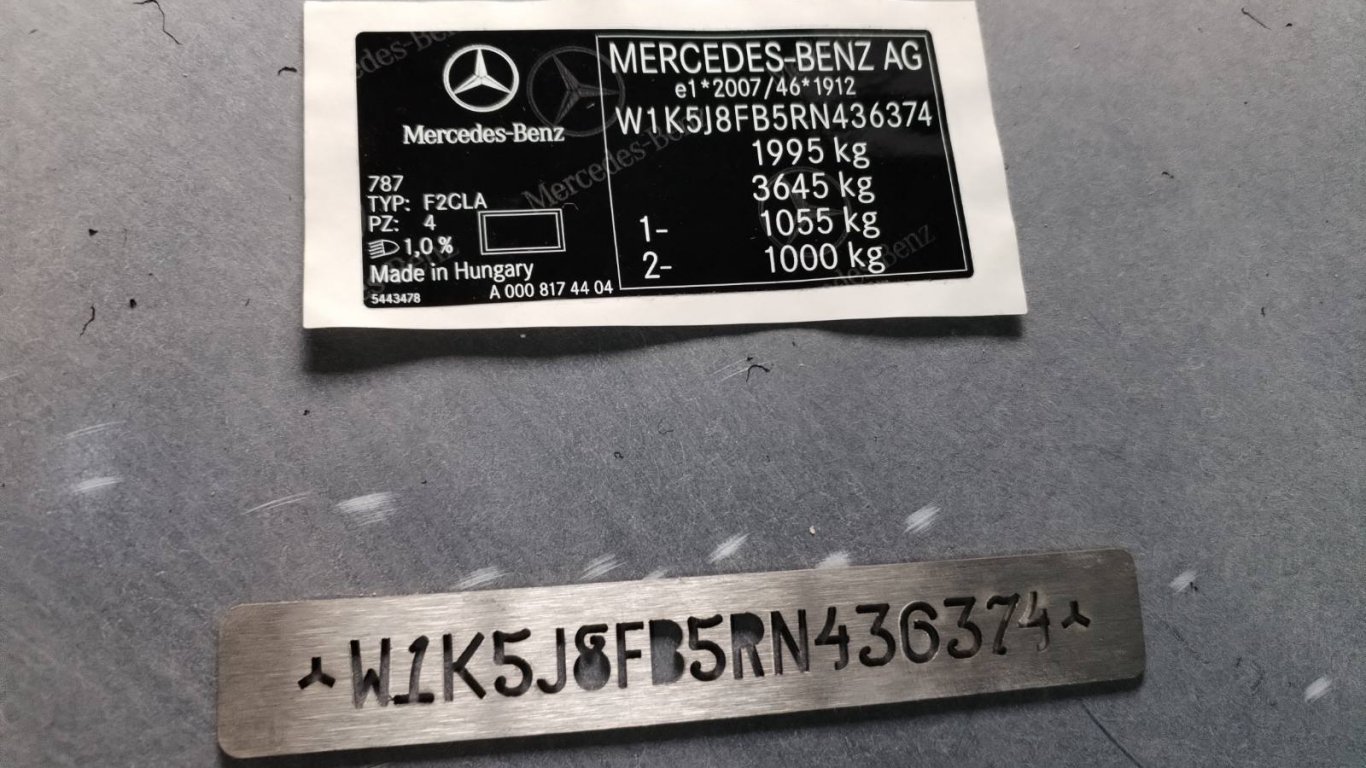 Mercedes-Benz
787
TYP: F2CLA
PZ: 4
1,0 %
Made in Hungary
5443478
A 000 817 44 04
MERCEDES-BENZ AG
e1*2007/46*1912
W1K5J8FB5RN436374
1995 kg
3645 kg
1- 1055 kg
2- 1000 kg
W1K5J8FB5RN436374